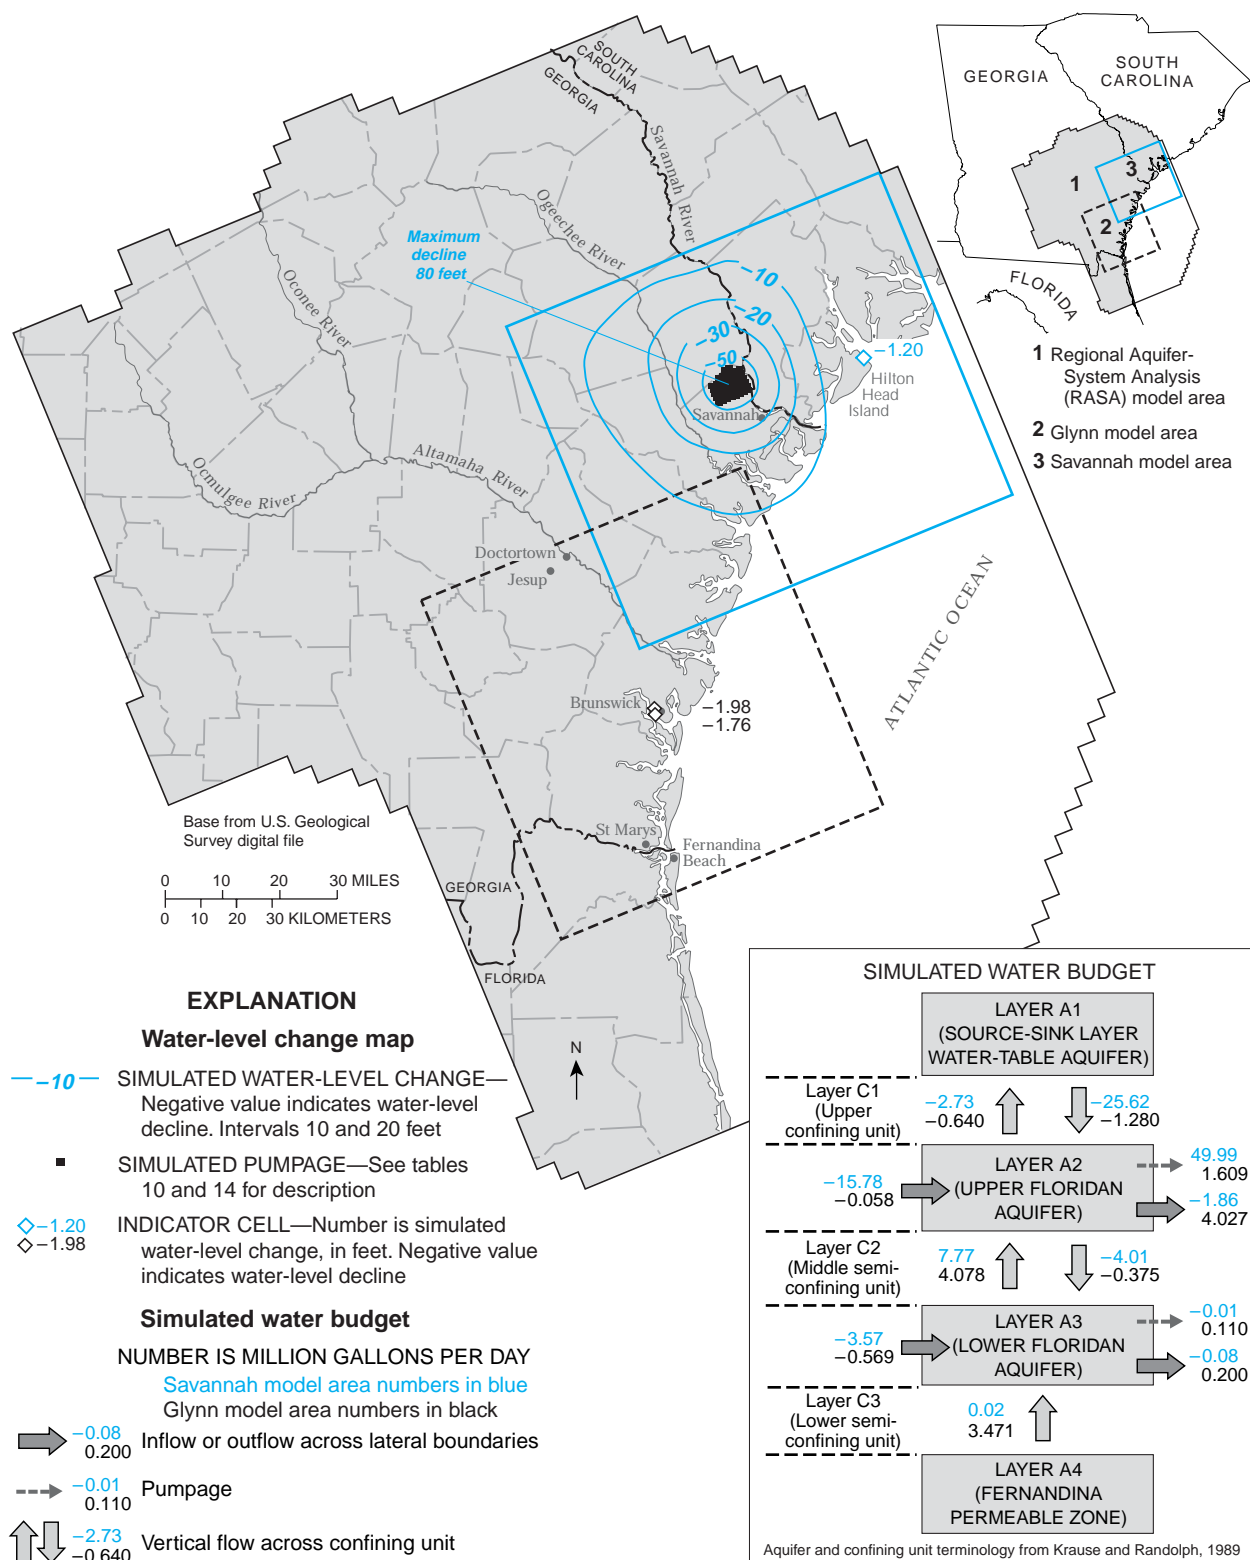 SOUTH
CAROLINA
GEORGIA
Savannah River
Ogeechee River
Oconee River
Ocmulgee River
Altamaha River
Maximum
decline
80 feet
−10
−20
−30
−50
−1.20
Hilton
Head
Island
Savannah
Doctortown
Jesup
Brunswick
−1.98
−1.76
ATLANTIC OCEAN
St Marys
Fernandina
Beach
GEORGIA
FLORIDA
GEORGIA
SOUTH
CAROLINA
FLORIDA
1
2
3
1 Regional Aquifer-
System Analysis
(RASA) model area
2 Glynn model area
3 Savannah model area
Base from U.S. Geological
Survey digital file
0 10 20 30 MILES
0 10 20 30 KILOMETERS
N
EXPLANATION
Water-level change map
−10 SIMULATED WATER-LEVEL CHANGE—
Negative value indicates water-level
decline. Intervals 10 and 20 feet
SIMULATED PUMPAGE—See tables
10 and 14 for description
−1.20 INDICATOR CELL—Number is simulated
−1.98 water-level change, in feet. Negative value
indicates water-level decline
Simulated water budget
NUMBER IS MILLION GALLONS PER DAY
Savannah model area numbers in blue
Glynn model area numbers in black
−0.08
0.200
Inflow or outflow across lateral boundaries
−0.01
0.110
Pumpage
−2.73
−0.640
Vertical flow across confining unit
SIMULATED WATER BUDGET
LAYER A1
(SOURCE-SINK LAYER
WATER-TABLE AQUIFER)
Layer C1
(Upper
confining unit)
−2.73
−0.640
−25.62
−1.280
LAYER A2
(UPPER FLORIDAN
AQUIFER)
−15.78
−0.058
49.99
1.609
−1.86
4.027
Layer C2
(Middle semi-
confining unit)
7.77
4.078
−4.01
−0.375
LAYER A3
(LOWER FLORIDAN
AQUIFER)
−3.57
−0.569
−0.01
0.110
−0.08
0.200
Layer C3
(Lower semi-
confining unit)
0.02
3.471
LAYER A4
(FERNANDINA
PERMEABLE ZONE)
Aquifer and confining unit terminology from Krause and Randolph, 1989